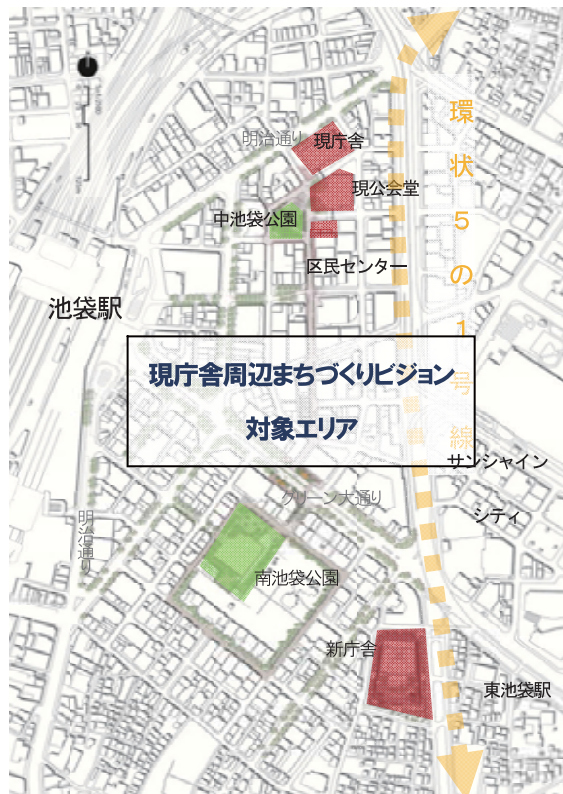 明治通り
現庁舎
現公会堂
中池袋公園
区民センター
環状5の1号線
池袋駅
現庁舎周辺まちづくりビジョン
対象エリア
サンシャイン
シティ
グリーン大通り
明治通り
南池袋公園
新庁舎
東池袋駅